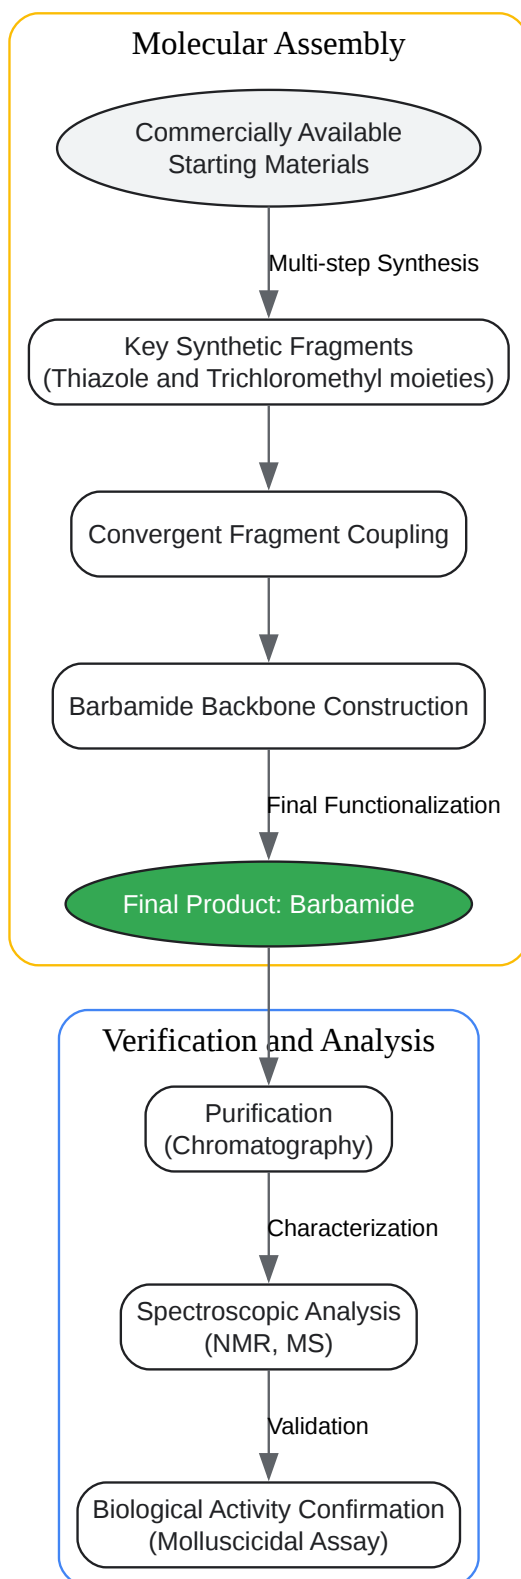 Molecular Assembly
Commercially Available
Starting Materials
Multi-step Synthesis
Key Synthetic Fragments
(Thiazole and Trichloromethyl moieties)
Convergent Fragment Coupling
Barbamide Backbone Construction
Final Functionalization
Final Product: Barbamide
Verification and Analysis
Purification
(Chromatography)
Characterization
Spectroscopic Analysis
(NMR, MS)
Validation
Biological Activity Confirmation
(Molluscicidal Assay)